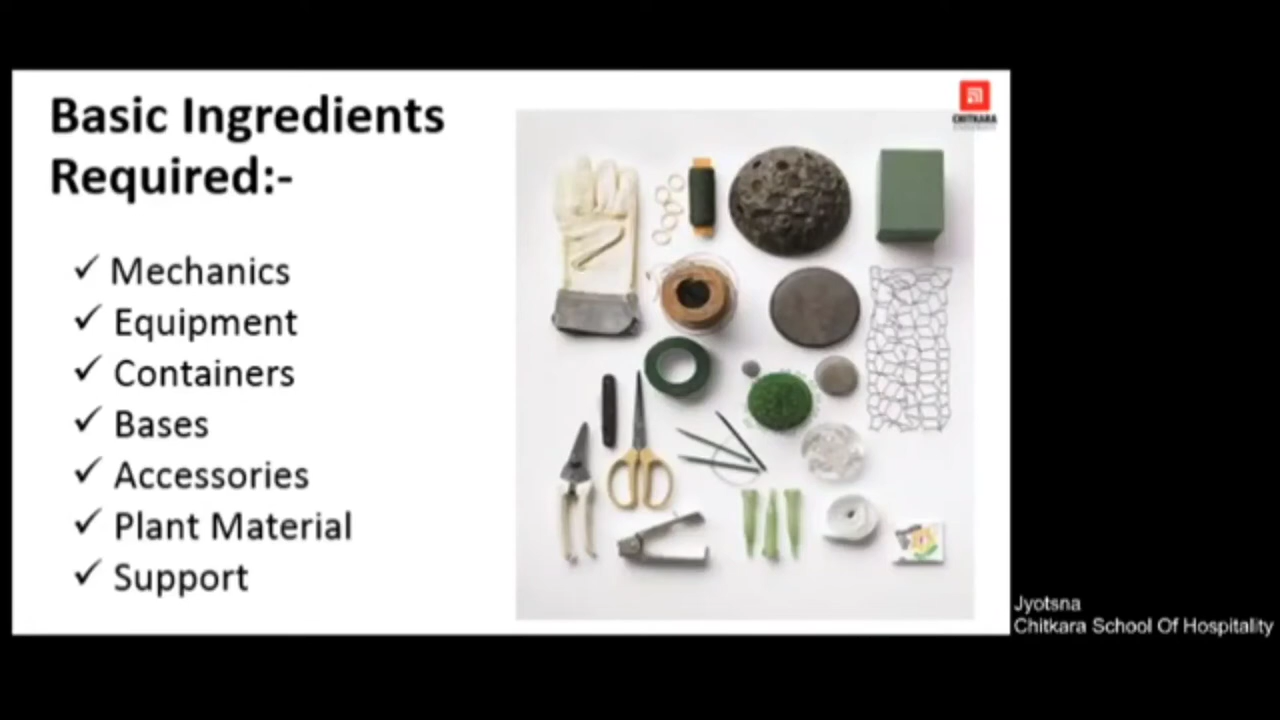 Basic Ingredients
Required:-
✓ Mechanics
✓ Equipment
✓ Containers
✓ Bases
✓ Accessories
✓ Plant Material
✓ Support
CHITKARA
Jyotsna
Chitkara School Of Hospitality